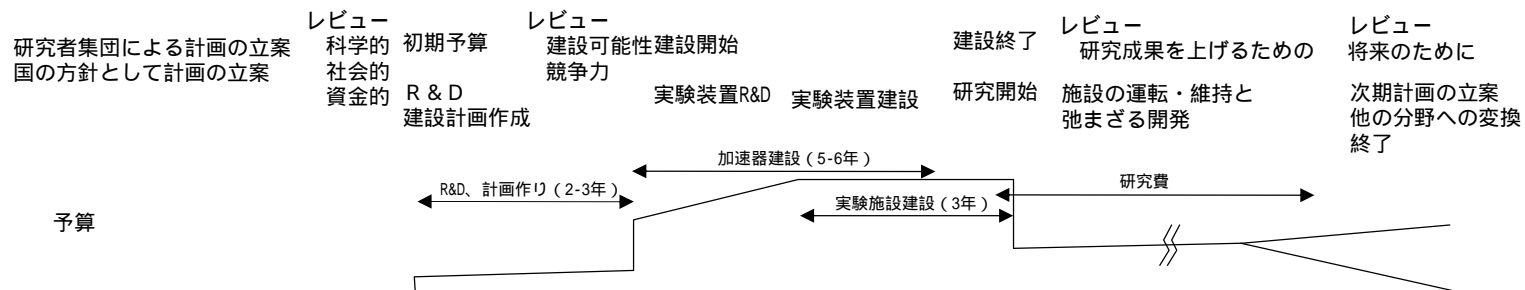 研究者集団による計画の立案
国の方針として計画の立案
レビュー
科学的
社会的
資金的
初期予算
R&D
建設計画作成
レビュー
建設可能性
競争力
建設開始
実験装置R&D
実験装置建設
建設終了
研究開始
レビュー
研究成果を上げるための
施設の運転・維持と
弛まざる開発
レビュー
将来のために
次期計画の立案
他の分野への変換
終了
加速器建設(5-6年)
R&D、計画作り(2-3年)
研究費
実験施設建設(3年)
予算